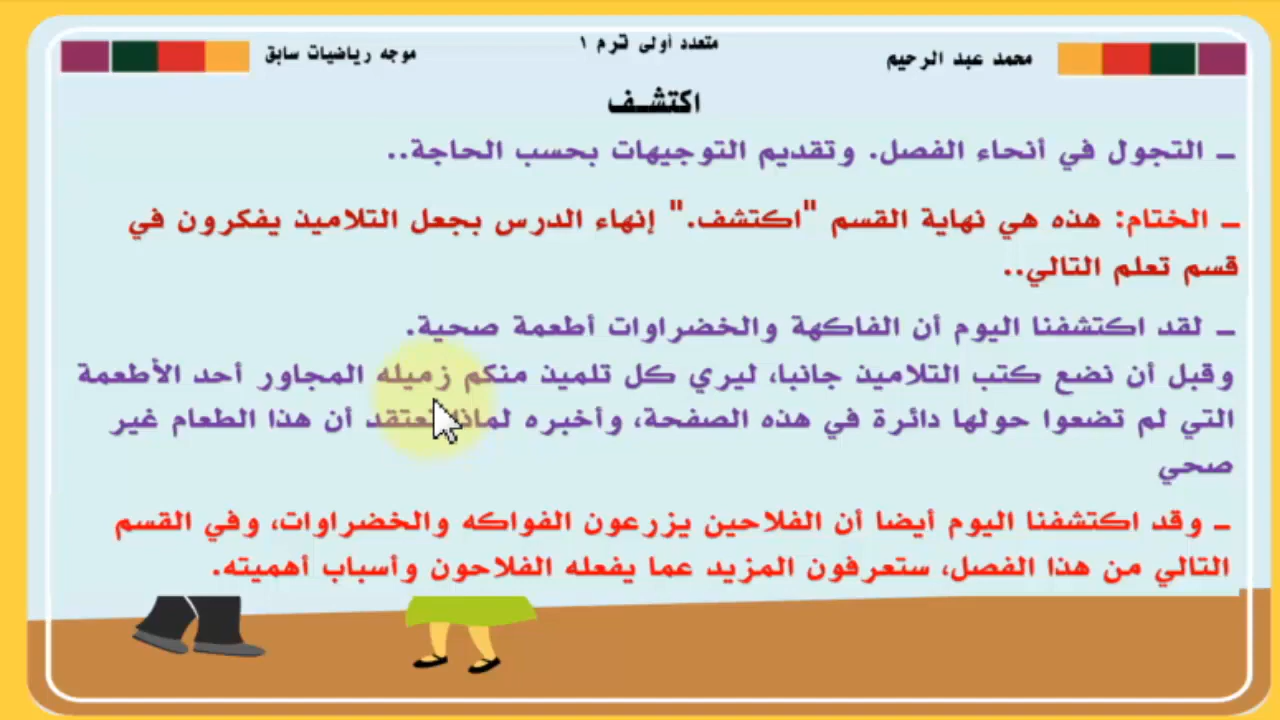 متعدد أولى ترم ١
محمد عبد الرحيم
موجه رياضيات سابق
اكتشـف
ـ التجول في أنحاء الفصل. وتقديم التوجيهات بحسب الحاجة..
ـ الختام: هذه هي نهاية القسم "اكتشف." إنهاء الدرس بجعل التلاميذ يفكرون في
قسم تعلم التالي..
ـ لقد اكتشفنا اليوم أن الفاكهة والخضراوات أطعمة صحية.
وقبل أن نضع كتب التلاميذ جانبا، ليري كل تلميذ منكم زميله المجاور أحد الأطعمة
التي لم تضعوا حولها دائرة في هذه الصفحة، وأخبره لماذا تعتقد أن هذا الطعام غير
صحي
ـ وقد اكتشفنا اليوم أيضا أن الفلاحين يزرعون الفواكه والخضراوات، وفي القسم
التالي من هذا الفصل، ستعرفون المزيد عما يفعله الفلاحون وأسباب أهميته.